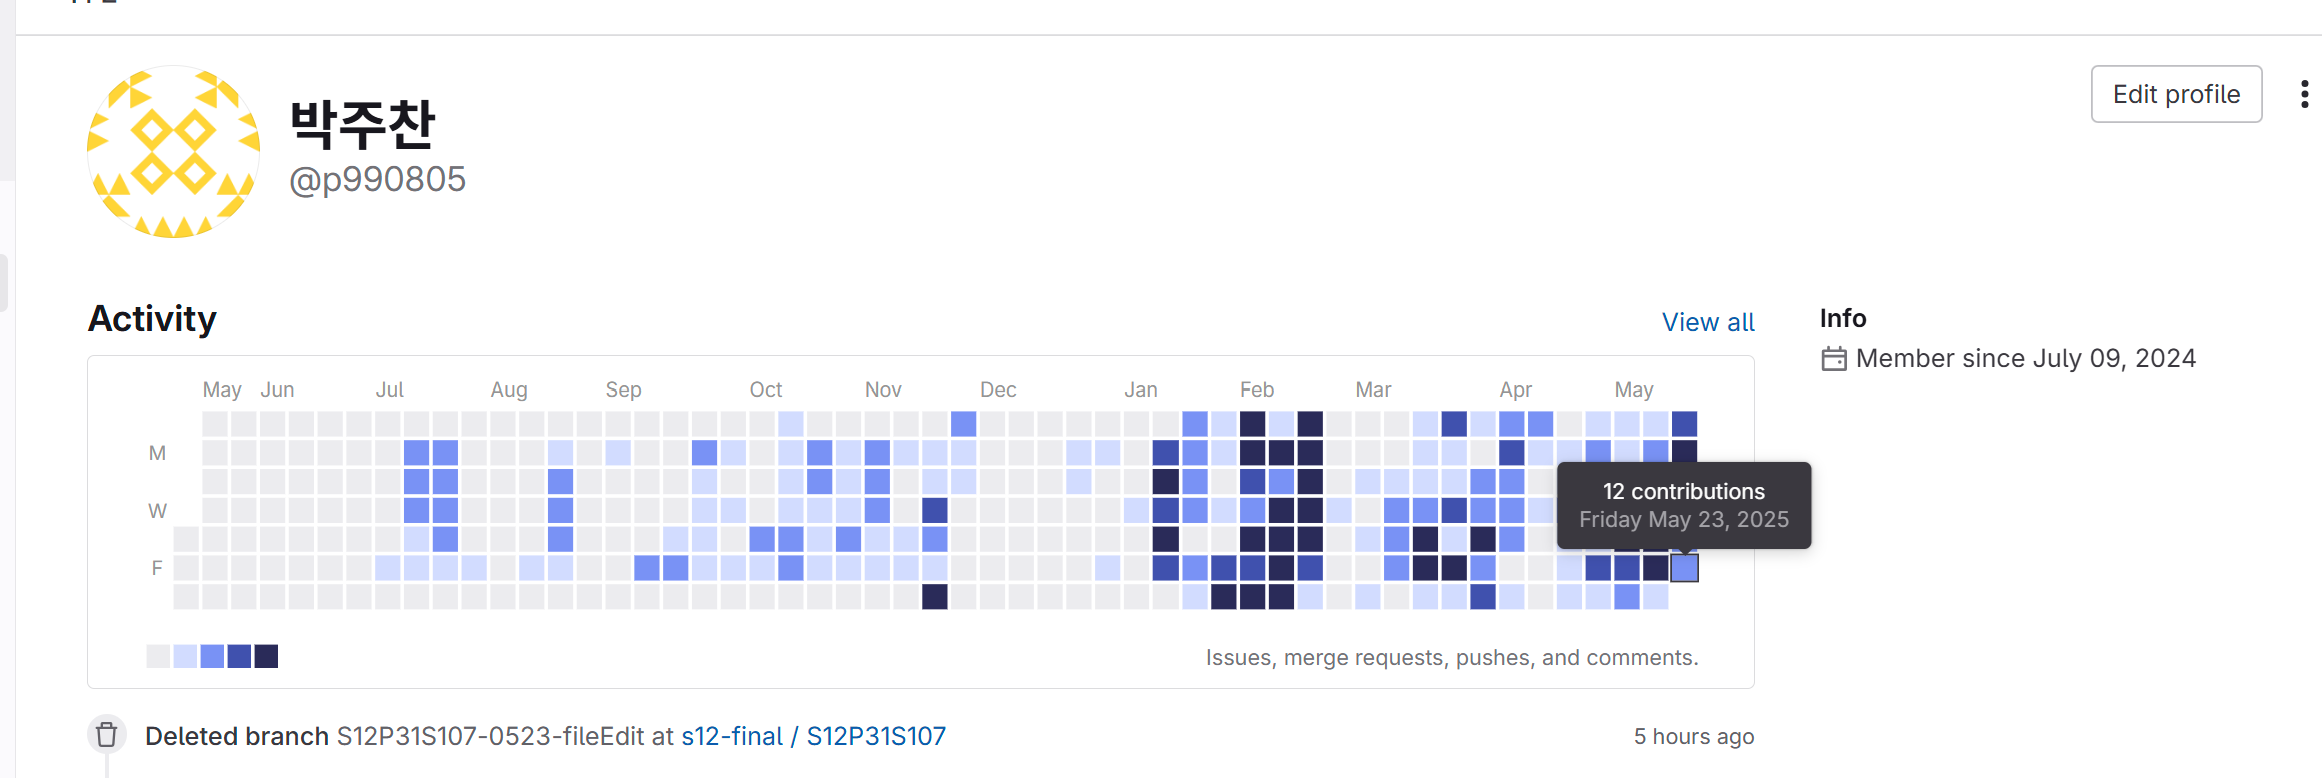 박주찬
@p990805
Edit profile
Activity
View all
Info
Member since July 09, 2024
May Jun Jul Aug Sep Oct Nov Dec Jan Feb Mar Apr May
M
W
12 contributions
Friday May 23, 2025
F
Issues, merge requests, pushes, and comments.
Deleted branch S12P31S107-0523-fileEdit at s12-final / S12P31S107
5 hours ago